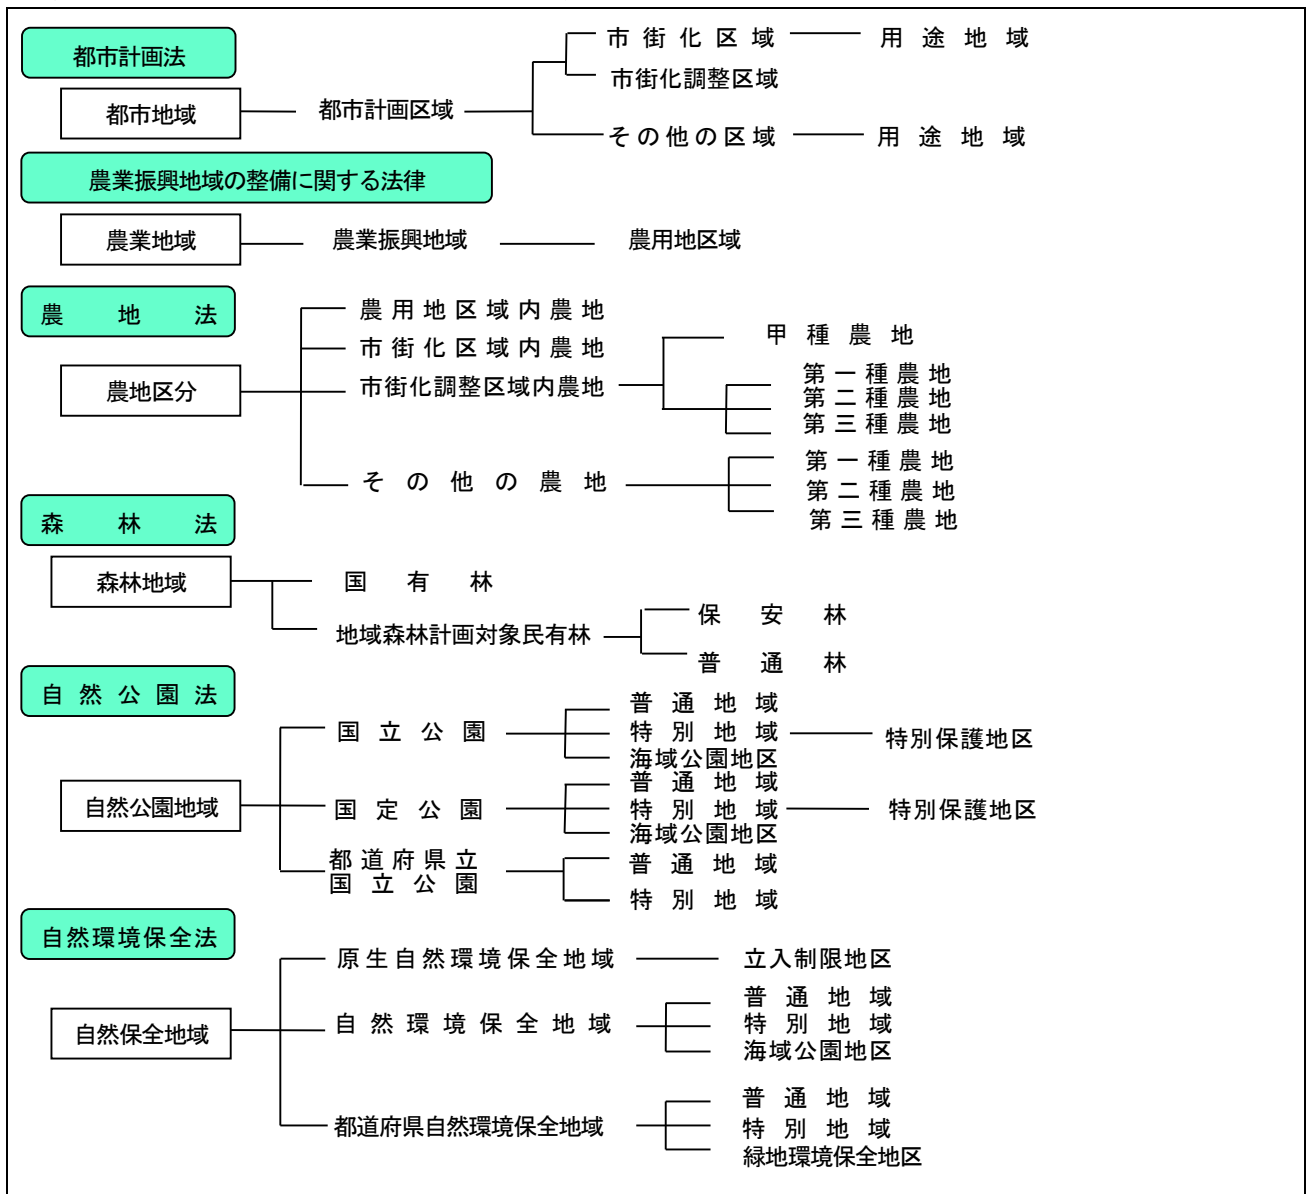 都市計画法
市街化区域 用途地域
市街化調整区域
都市地域 都市計画区域
その他の区域 用途地域
農業振興地域の整備に関する法律
農業地域 農業振興地域 農用地区域
農地法
農用地区域内農地
市街化区域内農地
農地区分 市街化調整区域内農地
甲種農地
第一種農地
第二種農地
第三種農地
その他の農地
第一種農地
第二種農地
第三種農地
森林法
森林地域 国有林
地域森林計画対象民有林
保安林
普通林
自然公園法
自然公園地域
国立公園
普通地域
特別地域 特別保護地区
海域公園地区
国定公園
普通地域
特別地域 特別保護地区
海域公園地区
都道府県立
国立公園
普通地域
特別地域
自然環境保全法
自然保全地域
原生自然環境保全地域 立入制限地区
自然環境保全地域
普通地域
特別地域
海域公園地区
都道府県自然環境保全地域
普通地域
特別地域
緑地環境保全地区